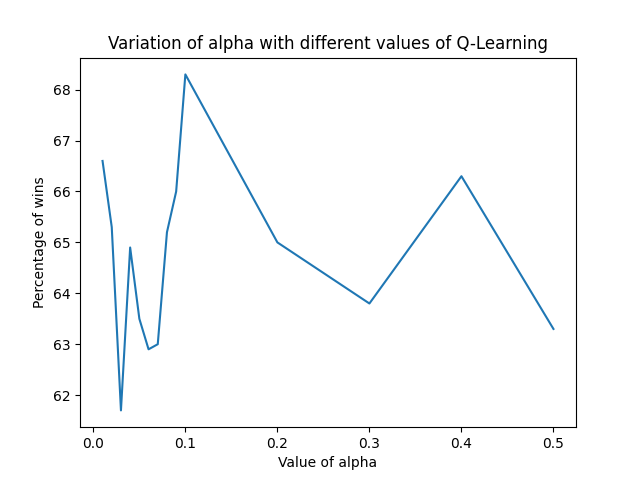 Variation of alpha with different values of Q-Learning
68
67
66
65
64
63
62
Percentage of wins
0.0 0.1 0.2 0.3 0.4 0.5
Value of alpha